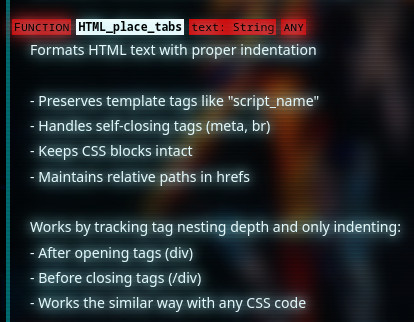 FUNCTION HTML_place_tabs text: String ANY
Formats HTML text with proper indentation
- Preserves template tags like "script_name"
- Handles self-closing tags (meta, br)
- Keeps CSS blocks intact
- Maintains relative paths in hrefs
Works by tracking tag nesting depth and only indenting:
- After opening tags (div)
- Before closing tags (/div)
- Works the similar way with any CSS code